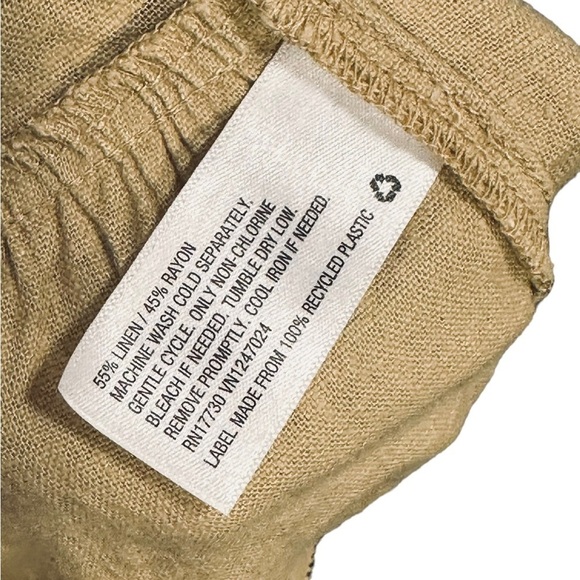 55% LINEN / 45% RAYON
MACHINE WASH COLD SEPARATELY,
GENTLE CYCLE. ONLY NON-CHLORINE
BLEACH IF NEEDED. TUMBLE DRY LOW.
REMOVE PROMPTLY. COOL IRON IF NEEDED.
RN17730 VN1247024
LABEL MADE FROM 100% RECYCLED PLASTIC